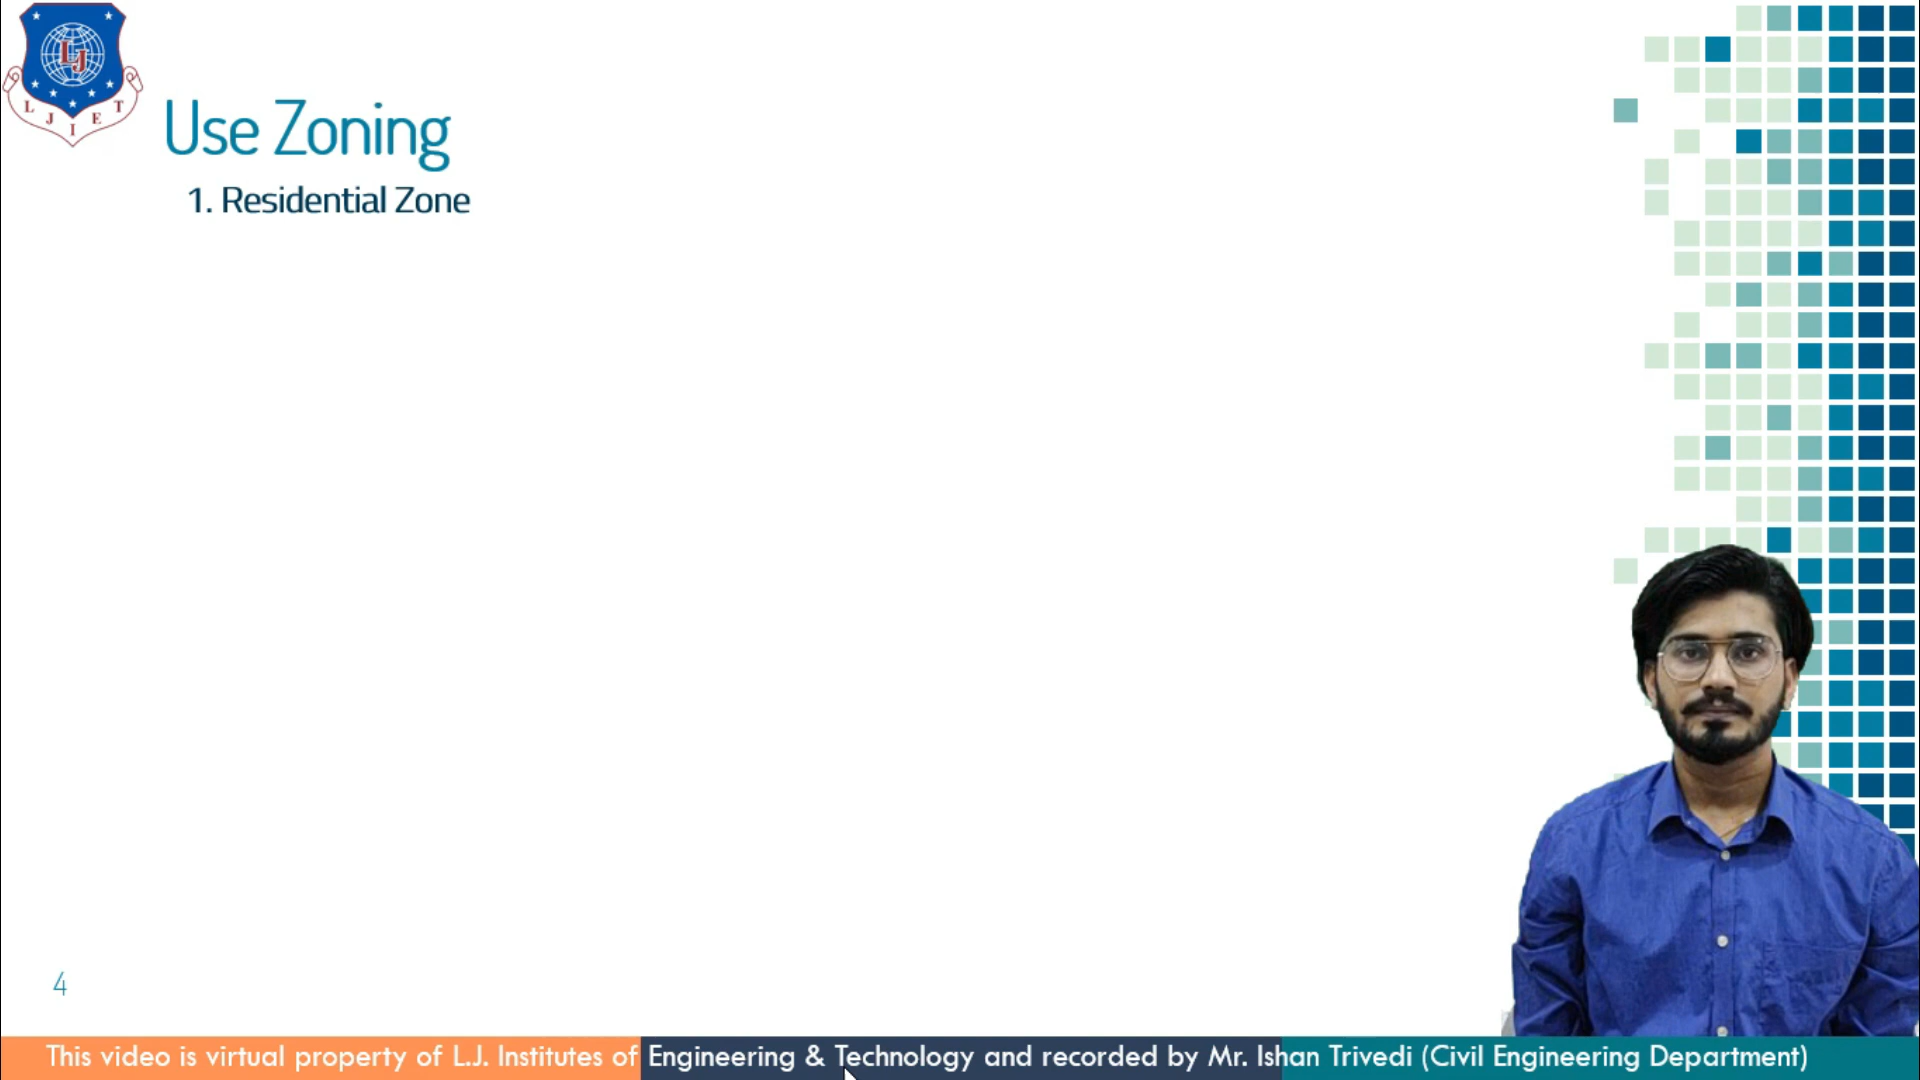 LJ
L J I E T
Use Zoning
1. Residential Zone
4
This video is virtual property of L.J. Institutes of Engineering & Technology and recorded by Mr. Ishan Trivedi (Civil Engineering Department)